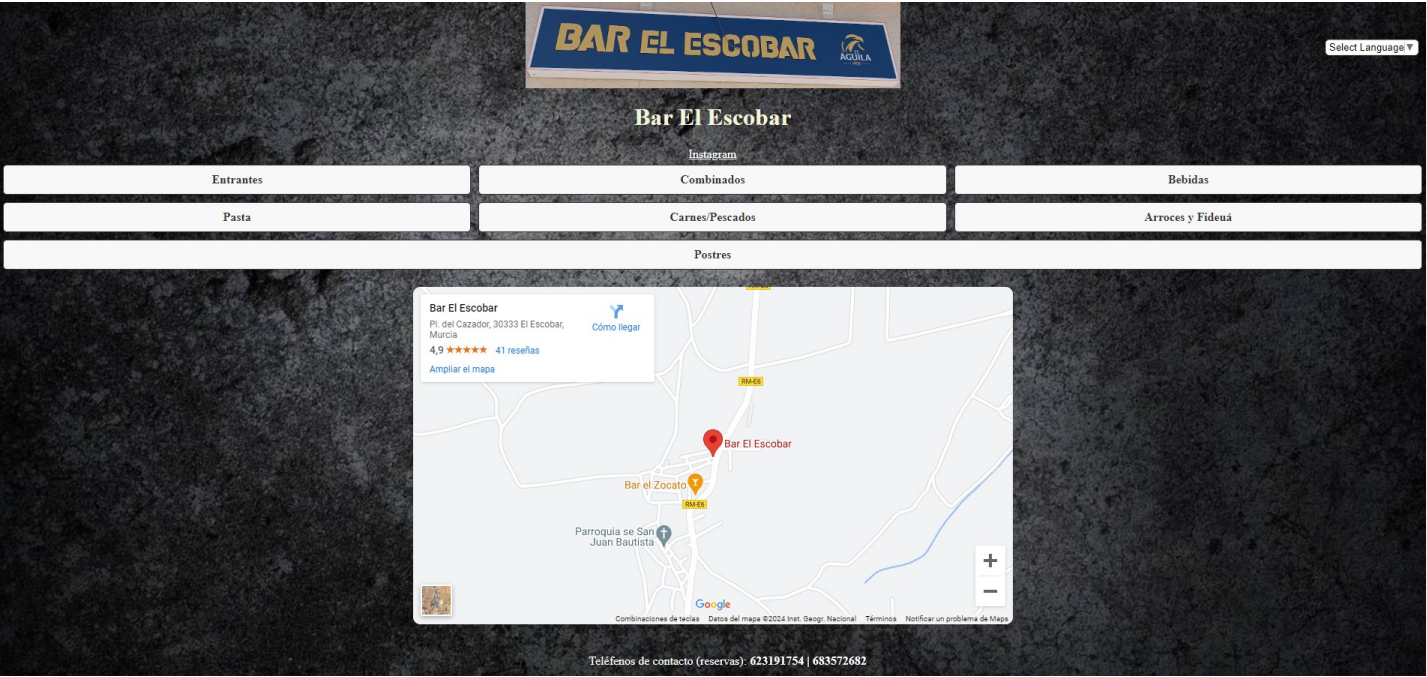 BAR EL ESCOBAR
EL
AGUILA
Select Language▼
Bar El Escobar
Instagram
Entrantes
Combinados
Bebidas
Pasta
Carnes/Pescados
Arroces y Fideuá
Postres
Bar El Escobar
Pl. del Cazador, 30333 El Escobar,
Murcia
4,9 ★★★★★ 41 reseñas
Ampliar el mapa
Cómo llegar
RM-E6
Bar El Escobar
Bar el Zocato
RM-E6
Parroquia se San
Juan Bautista
Google
Combinaciones de teclas Datos del mapa ©2024 Inst. Geogr. Nacional Términos Notificar un problema de Maps
Teléfonos de contacto (reservas): 623191754 | 683572682